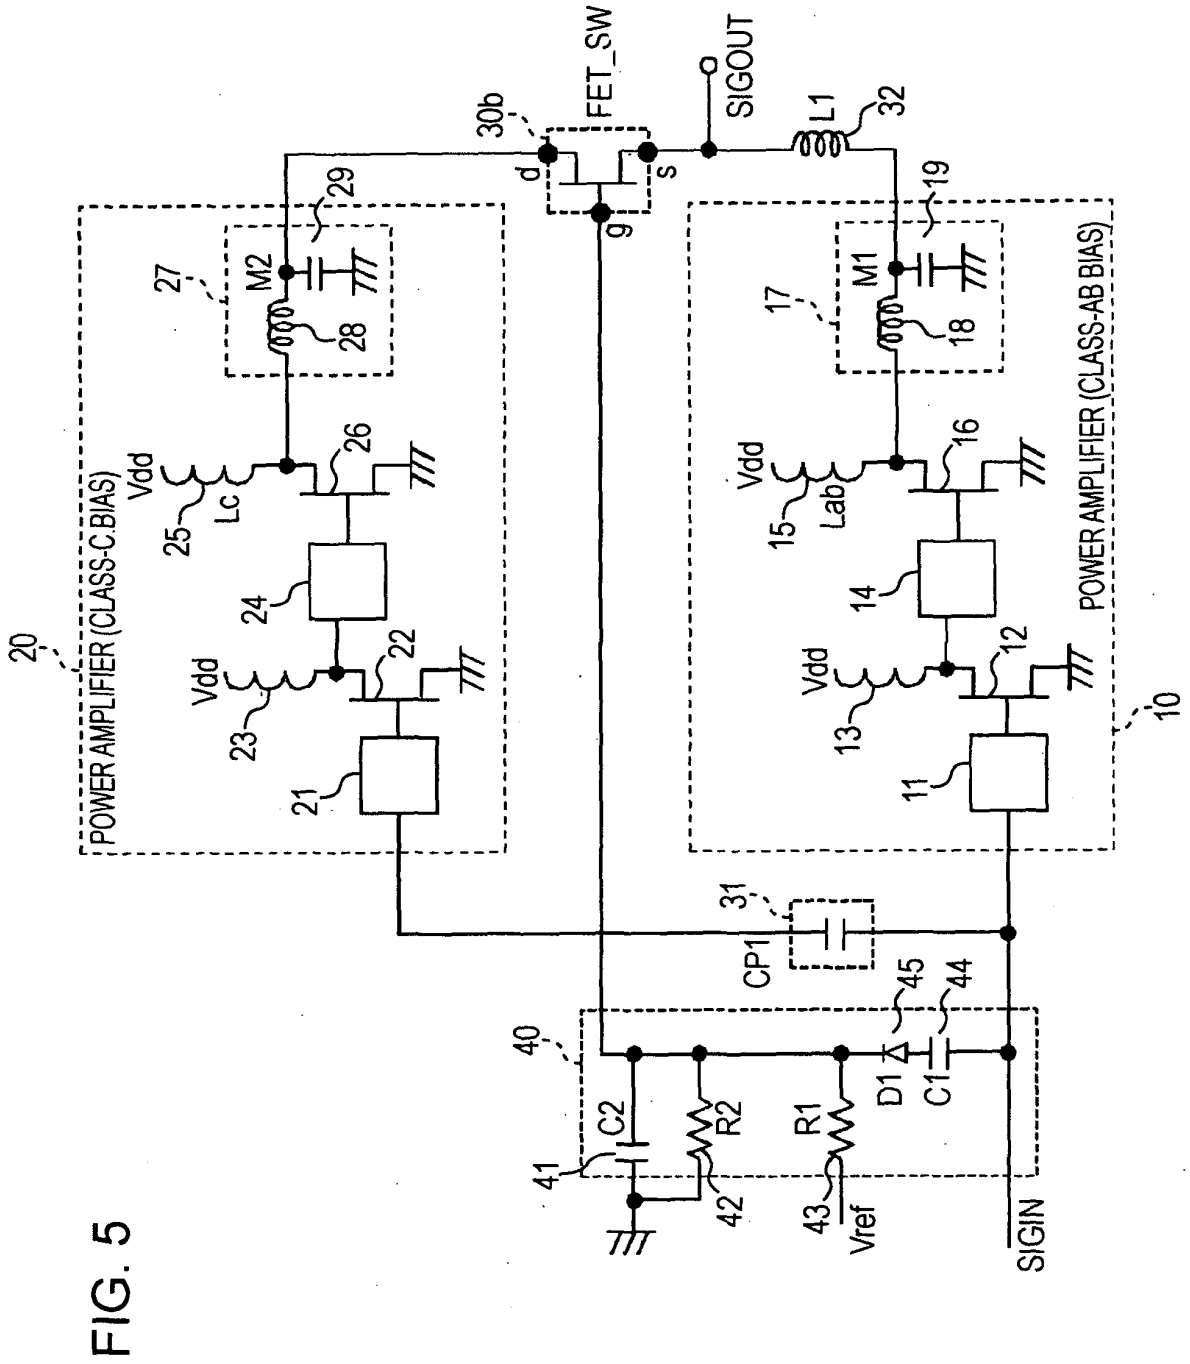 FIG. 5
20
POWER AMPLIFIER (CLASS-C BIAS)
21
22
23
Vdd
24
25
Vdd
Lc
26
27
28
M2
29
30b
d
g
s
FET_SW
SIGOUT
L1
32
40
41
C2
R2
42
R1
43
Vref
D1
45
C1
44
SIGIN
CP1
31
10
POWER AMPLIFIER (CLASS-AB BIAS)
11
12
13
Vdd
14
15
Vdd
Lab
16
17
18
M1
19